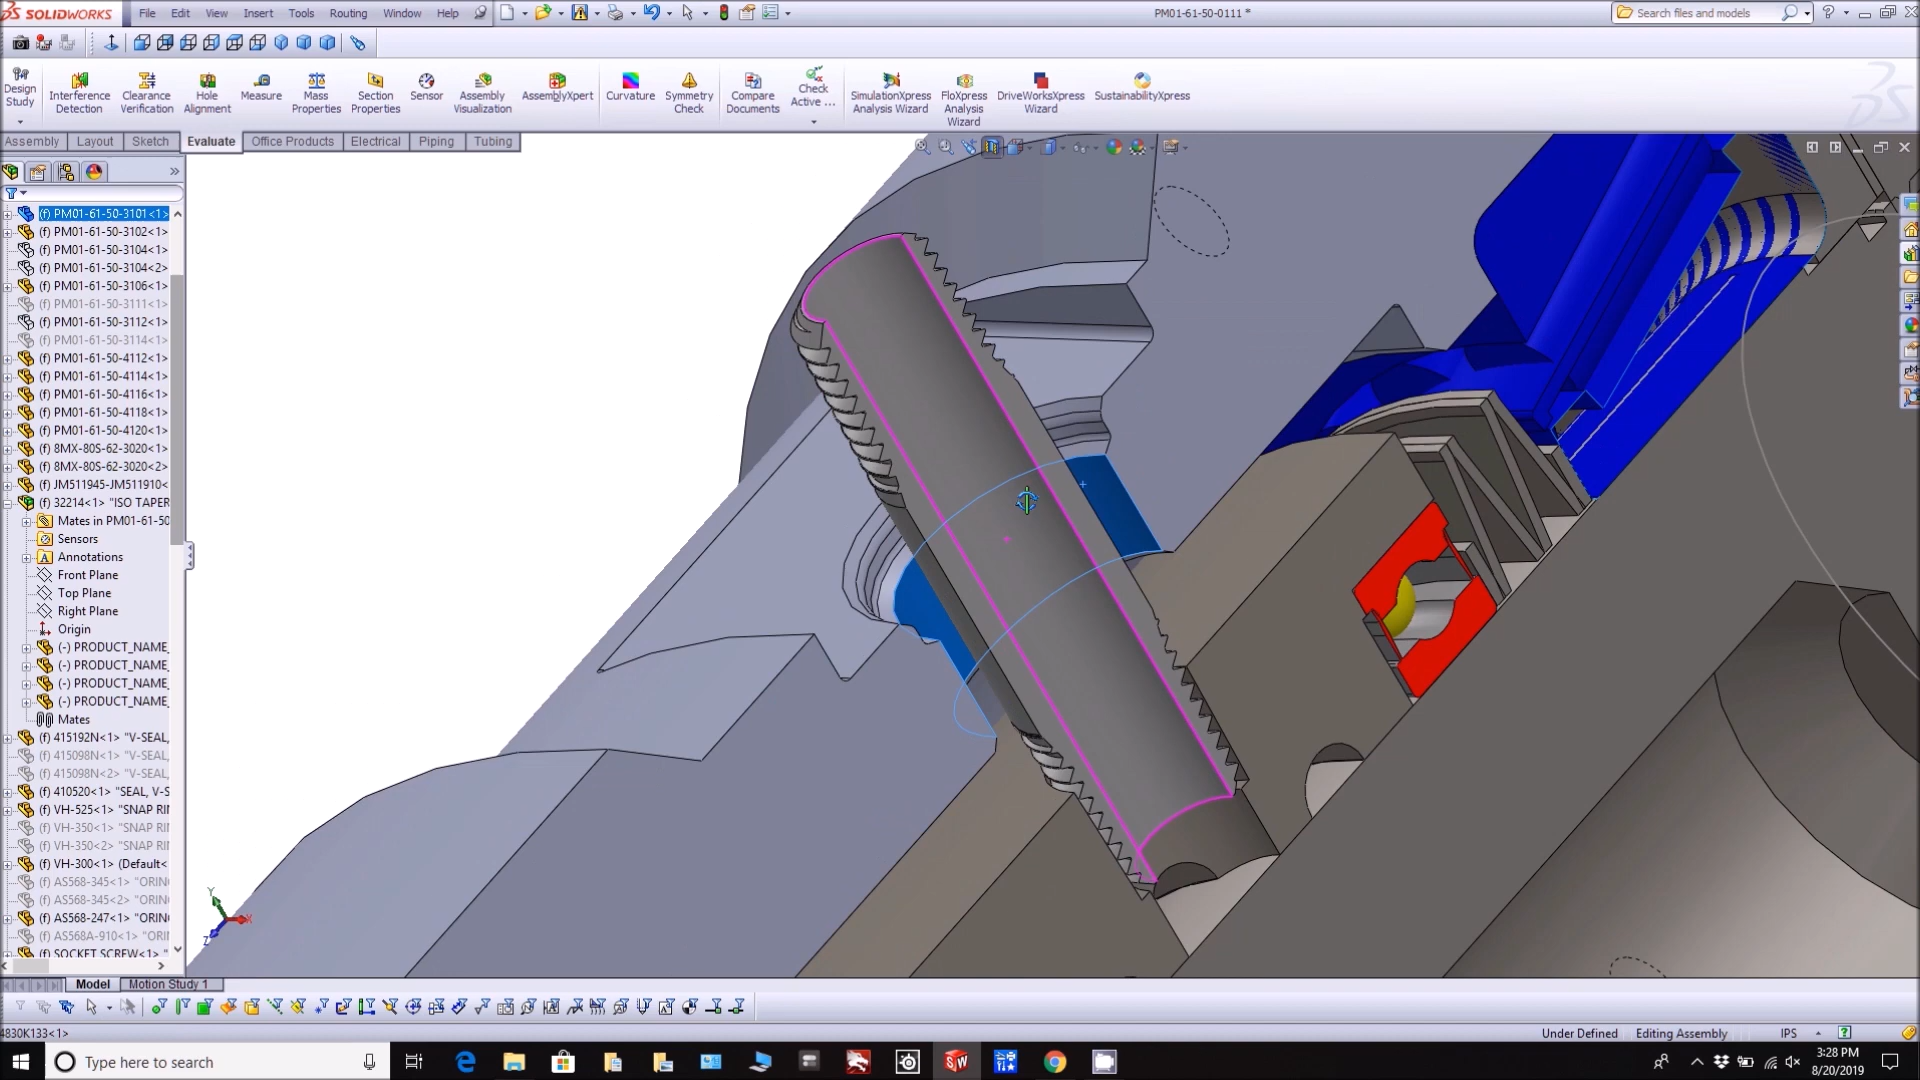 SOLIDWORKS
File Edit View Insert Tools Routing Window Help
PM01-61-50-0111 *
Search files and models
Design Study
Interference Detection
Clearance Verification
Hole Alignment
Measure
Mass Properties
Section Properties
Sensor
Assembly Visualization
AssemblyXpert
Curvature
Symmetry Check
Compare Documents
Check Active ...
SimulationXpress Analysis Wizard
FloXpress Analysis Wizard
DriveWorksXpress Wizard
SustainabilityXpress
Assembly Layout Sketch Evaluate Office Products Electrical Piping Tubing
(f) PM01-61-50-3101<1>
(f) PM01-61-50-3102<1>
(f) PM01-61-50-3104<1>
(f) PM01-61-50-3104<2>
(f) PM01-61-50-3106<1>
(f) PM01-61-50-3111<1>
(f) PM01-61-50-3112<1>
(f) PM01-61-50-3114<1>
(f) PM01-61-50-4112<1>
(f) PM01-61-50-4114<1>
(f) PM01-61-50-4116<1>
(f) PM01-61-50-4118<1>
(f) PM01-61-50-4120<1>
(f) 8MX-80S-62-3020<1>
(f) 8MX-80S-62-3020<2>
(f) JM511945-JM511910<
(f) 32214<1> "ISO TAPER
Mates in PM01-61-50
Sensors
Annotations
Front Plane
Top Plane
Right Plane
Origin
(-) PRODUCT_NAME_
(-) PRODUCT_NAME_
(-) PRODUCT_NAME_
(-) PRODUCT_NAME_
Mates
(f) 415192N<1> "V-SEAL,
(f) 415098N<1> "V-SEAL,
(f) 415098N<2> "V-SEAL,
(f) 410520<1> "SEAL, V-S
(f) VH-525<1> "SNAP RI
(f) VH-350<1> "SNAP RI
(f) VH-350<2> "SNAP RI
(f) VH-300<1> (Default<
(f) AS568-345<1> "ORIN
(f) AS568-345<2> "ORIN
(f) AS568-247<1> "ORIN
(f) AS568A-910<1> "ORI
(f) SOCKET SCREW<1> "
Y
X
Z
Model Motion Study 1
4830K133<1>
Under Defined Editing Assembly IPS
Type here to search
SW
3:28 PM
8/20/2019